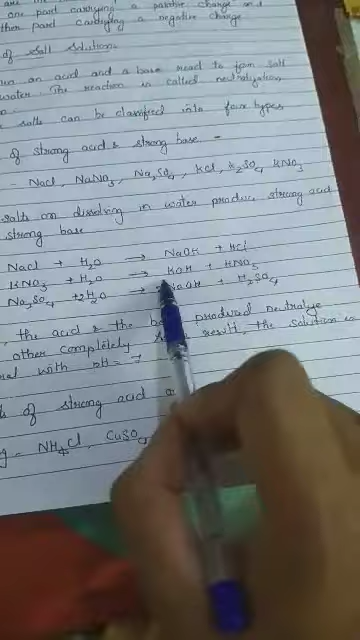 one part carrying a positive charge and
ther part carrying a negative charge
of Salt Solution
an acid and a base react to form salt
water. The reaction is called neutralization
salts can be classified into four types
of strong acid & strong base -
- NaCl, NaNO3, Na2SO4, KCl, K2SO4 KNO3
salts on dissolving in water produce strong acid
strong base
NaCl + H2O → NaOH + HCl
KNO3 + H2O → KOH + HNO3
Na2SO4 + 2H2O → NaOH + H2SO4
the acid & the produced neutralize
other completely result, the solution is
with pH = 7
of strong acid
NH4Cl, CuSO4